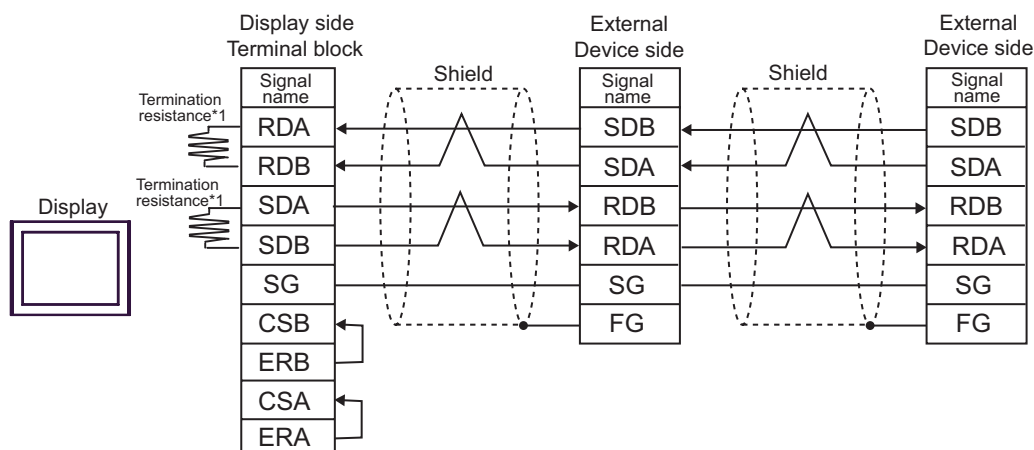 Display
Termination
resistance*1
Termination
resistance*1
Display side
Terminal block
Signal
name
RDA
RDB
SDA
SDB
SG
CSB
ERB
CSA
ERA
Shield
External
Device side
Signal
name
SDB
SDA
RDB
RDA
SG
FG
Shield
External
Device side
Signal
name
SDB
SDA
RDB
RDA
SG
FG